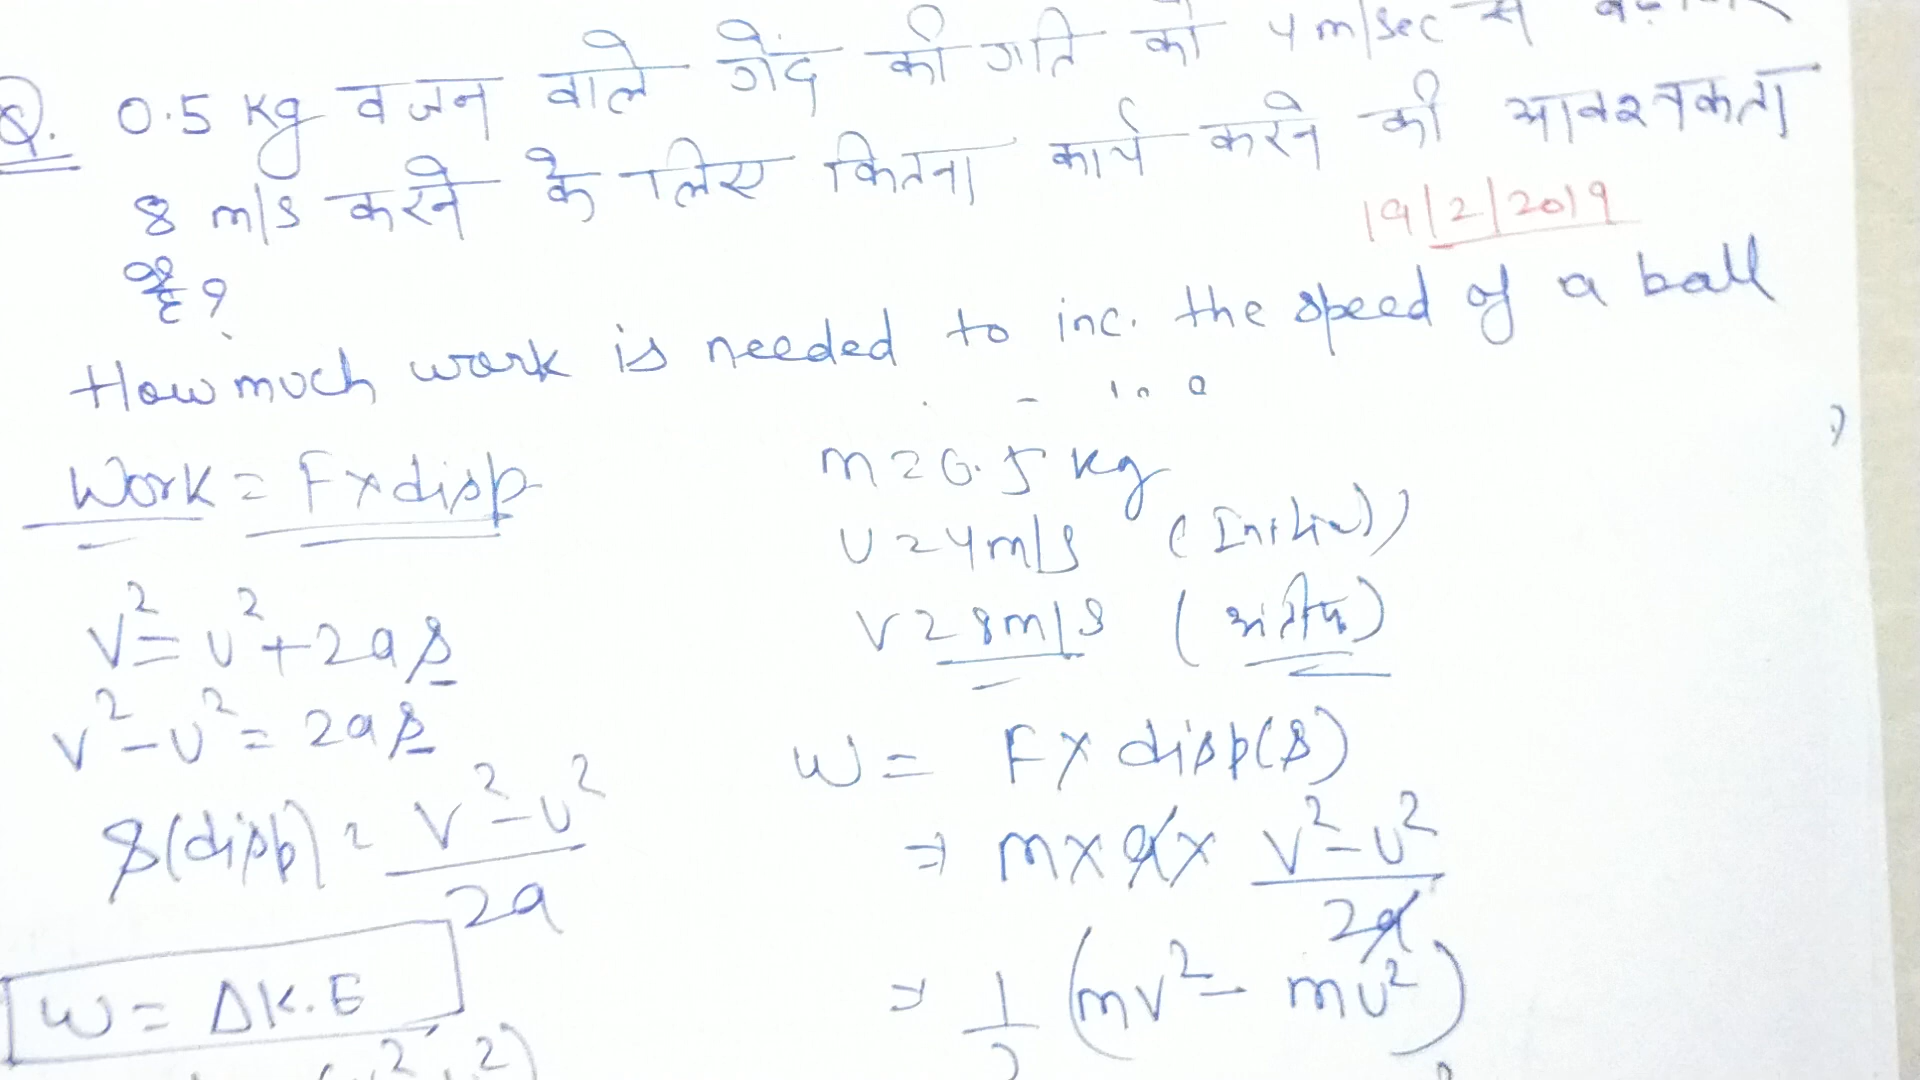 Q. 0.5 kg वजन वाले गेंद की गति को 4 m/sec से
8 m/s करने के लिए कितना कार्य करने की आवश्यकता
है?
19/2/2019
How much work is needed to inc. the speed of a ball
Work = F x disp
v² = u² + 2as
v² - u² = 2as
s(disp) = v² - u² / 2a
W = ΔK.E
m = 0.5 kg
u = 4 m/s (Initial)
v = 8 m/s (अंतिम)
W = F x disp(s)
⇒ m x a x v² - u² / 2a
⇒ 1/2 (mv² - mu²)